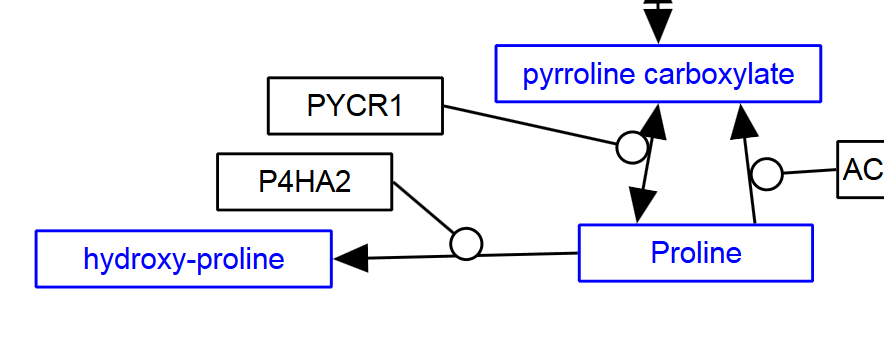 pyrroline carboxylate
PYCR1
P4HA2
AC
hydroxy-proline
Proline